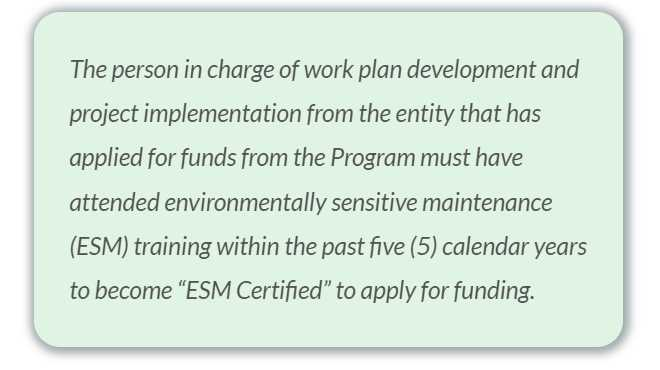 The person in charge of work plan development and
project implementation from the entity that has
applied for funds from the Program must have
attended environmentally sensitive maintenance
(ESM) training within the past five (5) calendar years
to become “ESM Certified” to apply for funding.